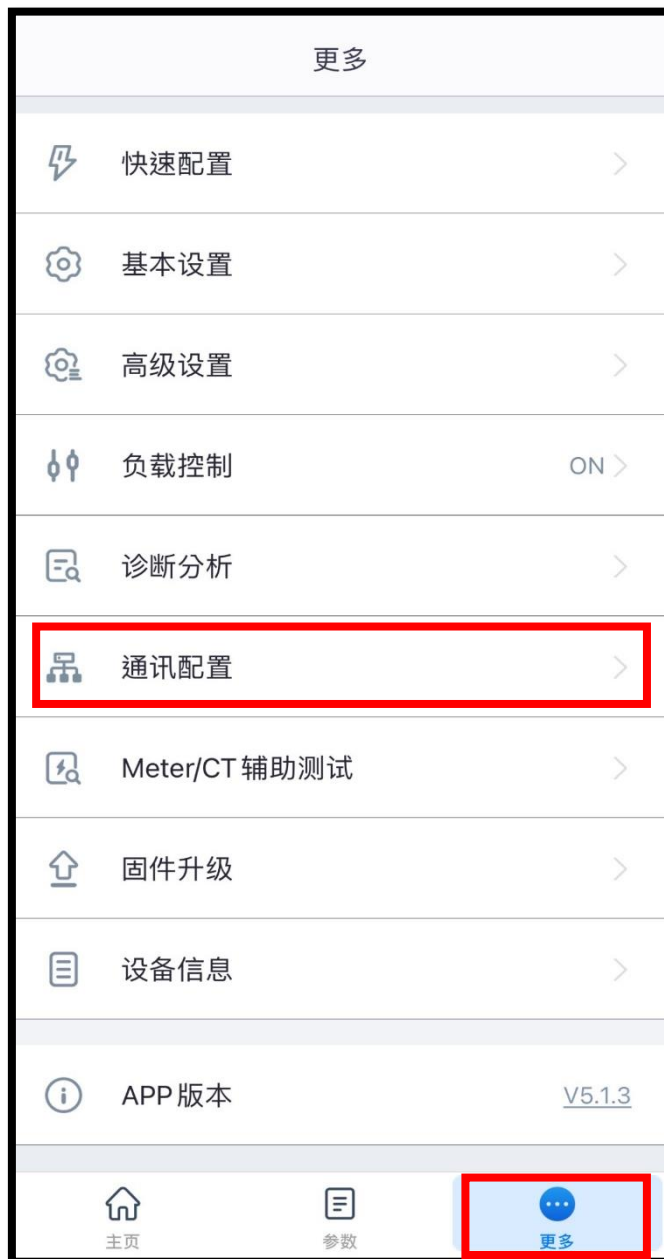 更多
快速配置
基本设置
高级设置
负载控制 ON
诊断分析
通讯配置
Meter/CT辅助测试
固件升级
设备信息
APP版本 V5.1.3
主页 参数 更多